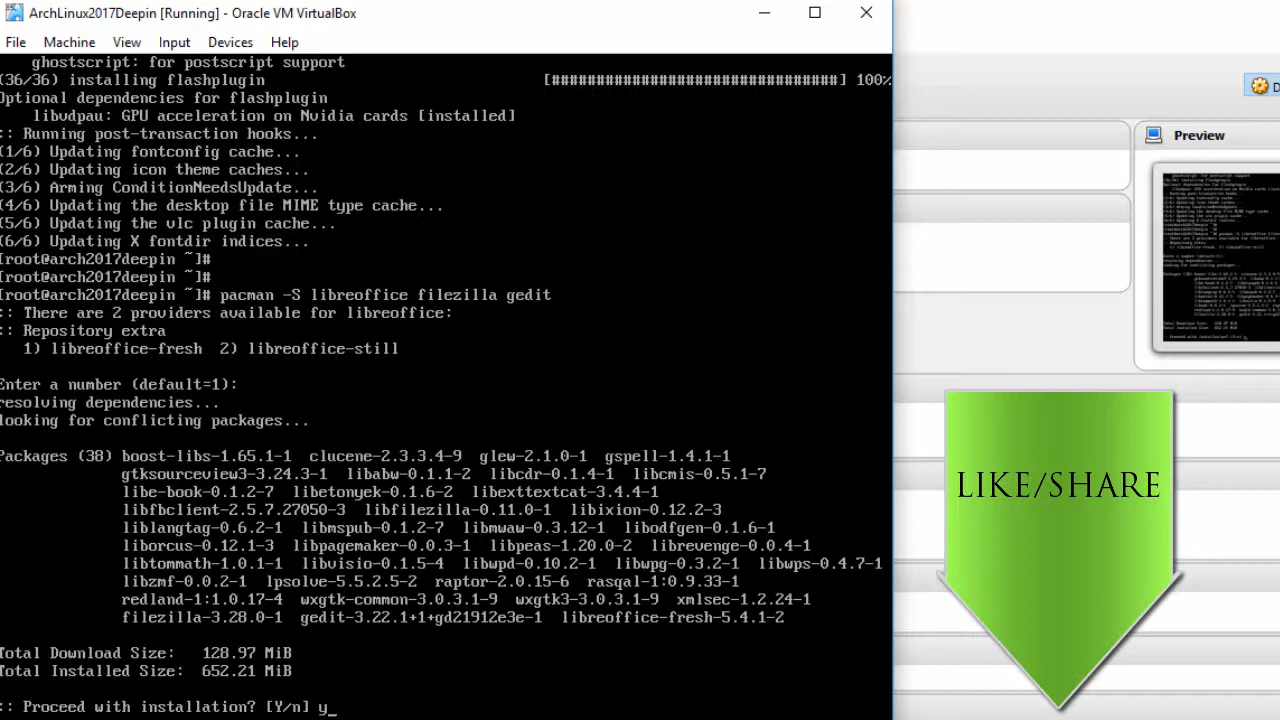 ArchLinux2017Deepin [Running] - Oracle VM VirtualBox
File Machine View Input Devices Help
ghostscript: for postscript support
(36/36) installing flashplugin [###############################] 100%
Optional dependencies for flashplugin
libvdpau: GPU acceleration on Nvidia cards [installed]
:: Running post-transaction hooks...
(1/6) Updating fontconfig cache...
(2/6) Updating icon theme caches...
(3/6) Arming ConditionNeedsUpdate...
(4/6) Updating the desktop file MIME type cache...
(5/6) Updating the vlc plugin cache...
(6/6) Updating X fontdir indices...
[root@arch2017deepin ~]#
[root@arch2017deepin ~]#
[root@arch2017deepin ~]# pacman -S libreoffice filezilla gedit
:: There are 2 providers available for libreoffice:
:: Repository extra
1) libreoffice-fresh 2) libreoffice-still
Enter a number (default=1):
resolving dependencies...
looking for conflicting packages...
Packages (38) boost-libs-1.65.1-1 clucene-2.3.3.4-9 glew-2.1.0-1 gspell-1.4.1-1
gtksourceview3-3.24.3-1 libabw-0.1.1-2 libcdr-0.1.4-1 libcmis-0.5.1-7
libe-book-0.1.2-7 libetonyek-0.1.6-2 libexttextcat-3.4.4-1
libfbclient-2.5.7.27050-3 libfilezilla-0.11.0-1 libixion-0.12.2-3
liblangtag-0.6.2-1 libmspub-0.1.2-7 libmwaw-0.3.12-1 libodfgen-0.1.6-1
liborcus-0.12.1-3 libpagemaker-0.0.3-1 libpeas-1.20.0-2 librevenge-0.0.4-1
libtommath-1.0.1-1 libvisio-0.1.5-4 libwpd-0.10.2-1 libwpg-0.3.2-1 libwps-0.4.7-1
libzmf-0.0.2-1 lpsolve-5.5.2.5-2 raptor-2.0.15-6 rasqal-1:0.9.33-1
redland-1:1.0.17-4 wxgtk-common-3.0.3.1-9 wxgtk3-3.0.3.1-9 xmlsec-1.2.24-1
filezilla-3.28.0-1 gedit-3.22.1+1+gd21912e3e-1 libreoffice-fresh-5.4.1-2
Total Download Size: 128.97 MiB
Total Installed Size: 652.21 MiB
:: Proceed with installation? [Y/n] y_
D
Preview
LIKE/SHARE